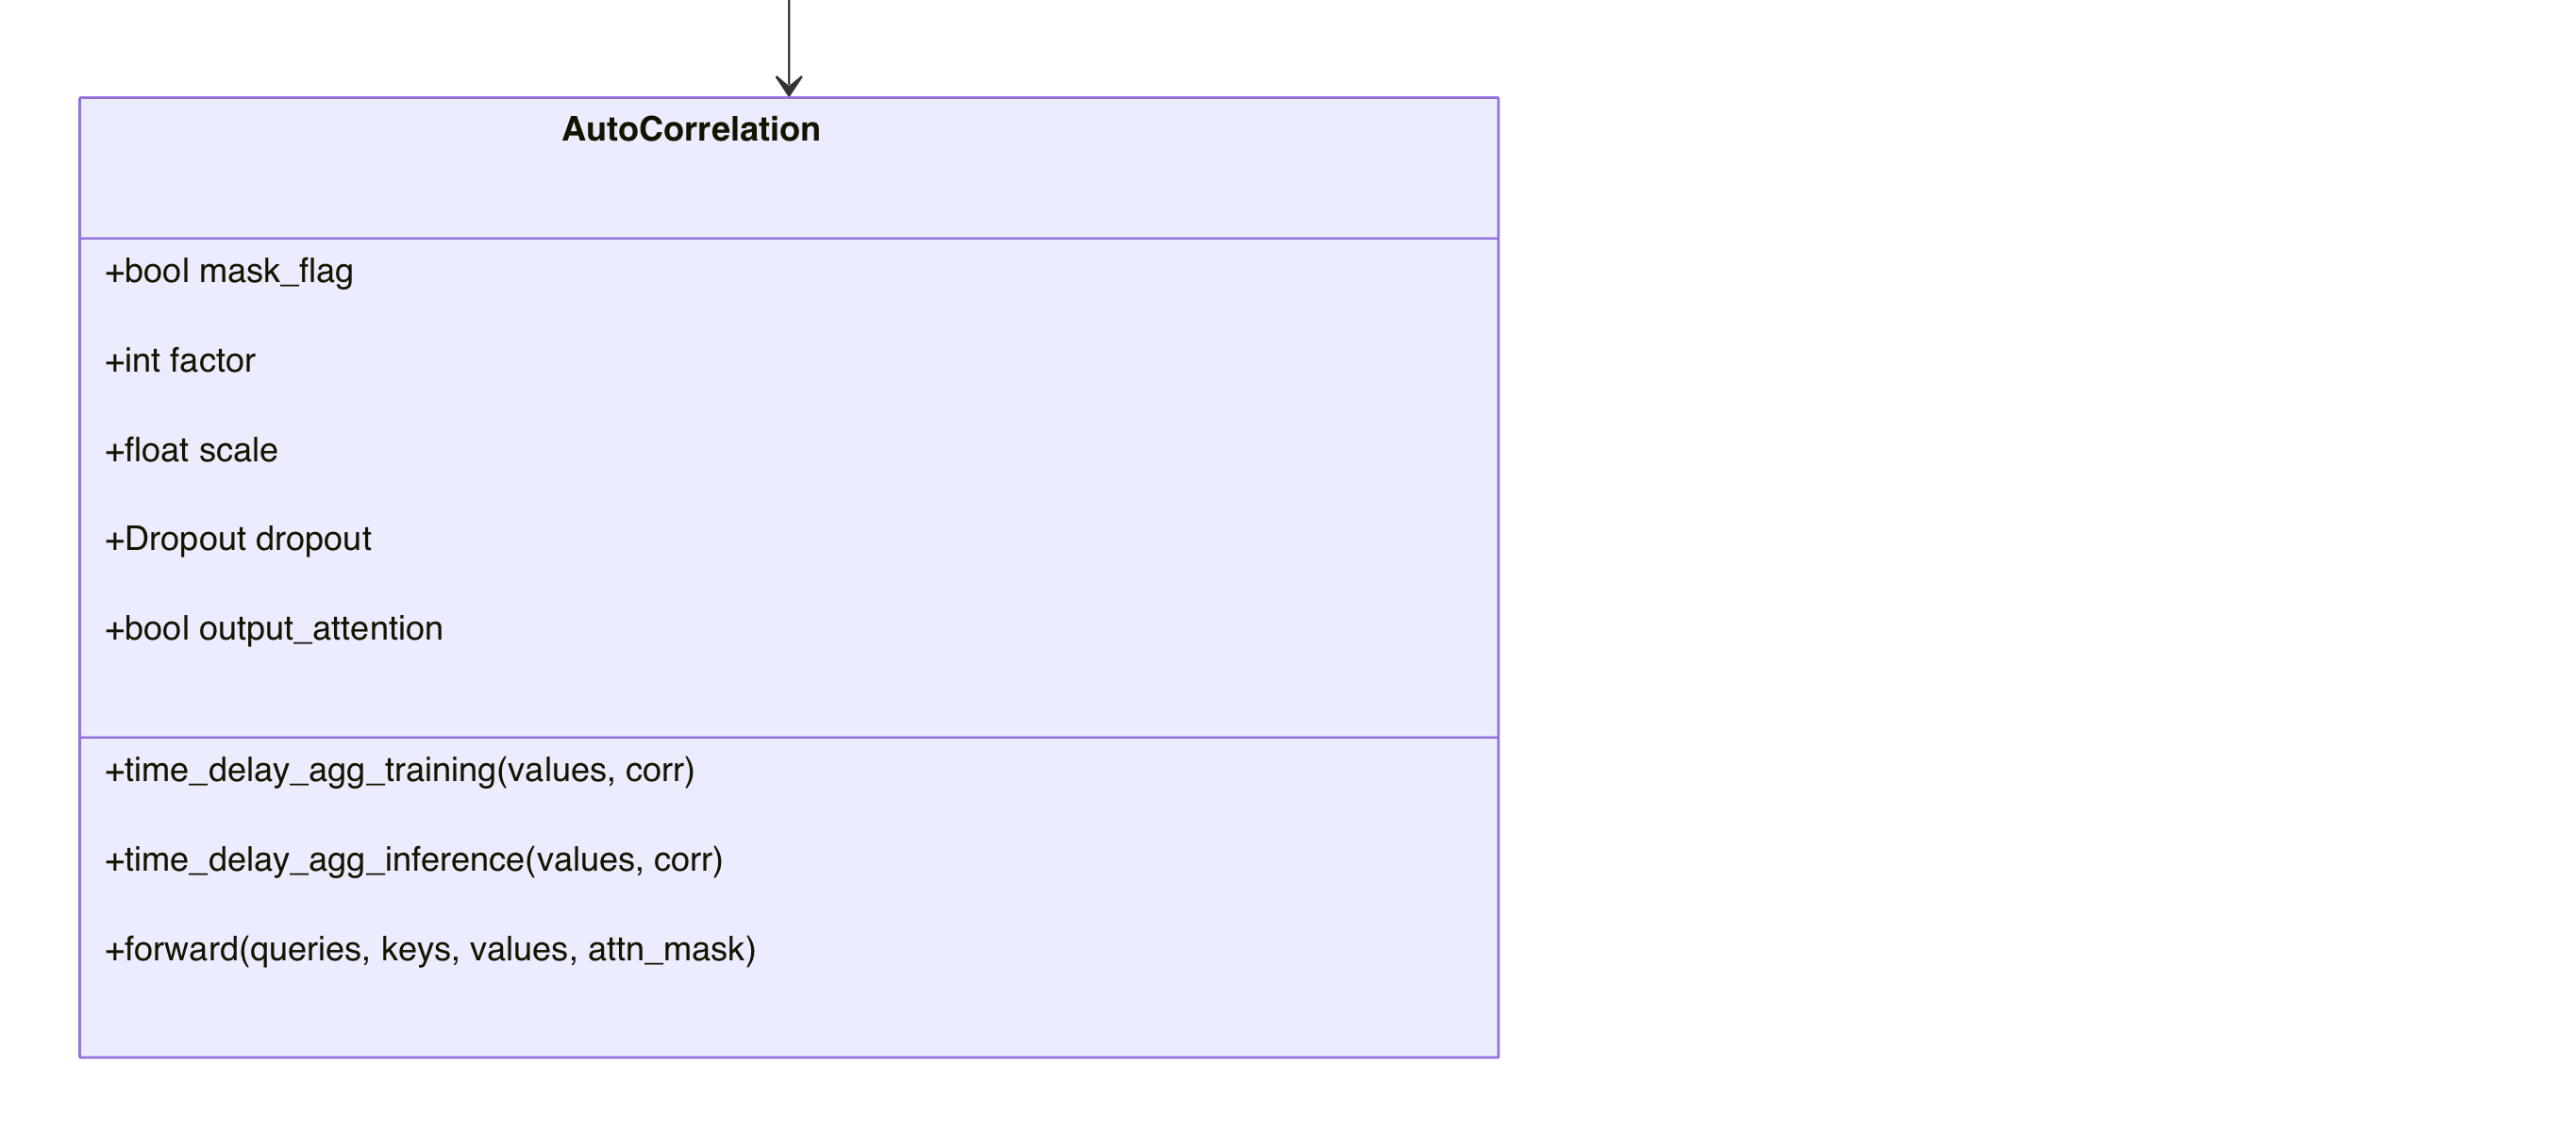 AutoCorrelation
+bool mask_flag
+int factor
+float scale
+Dropout dropout
+bool output_attention
+time_delay_agg_training(values, corr)
+time_delay_agg_inference(values, corr)
+forward(queries, keys, values, attn_mask)